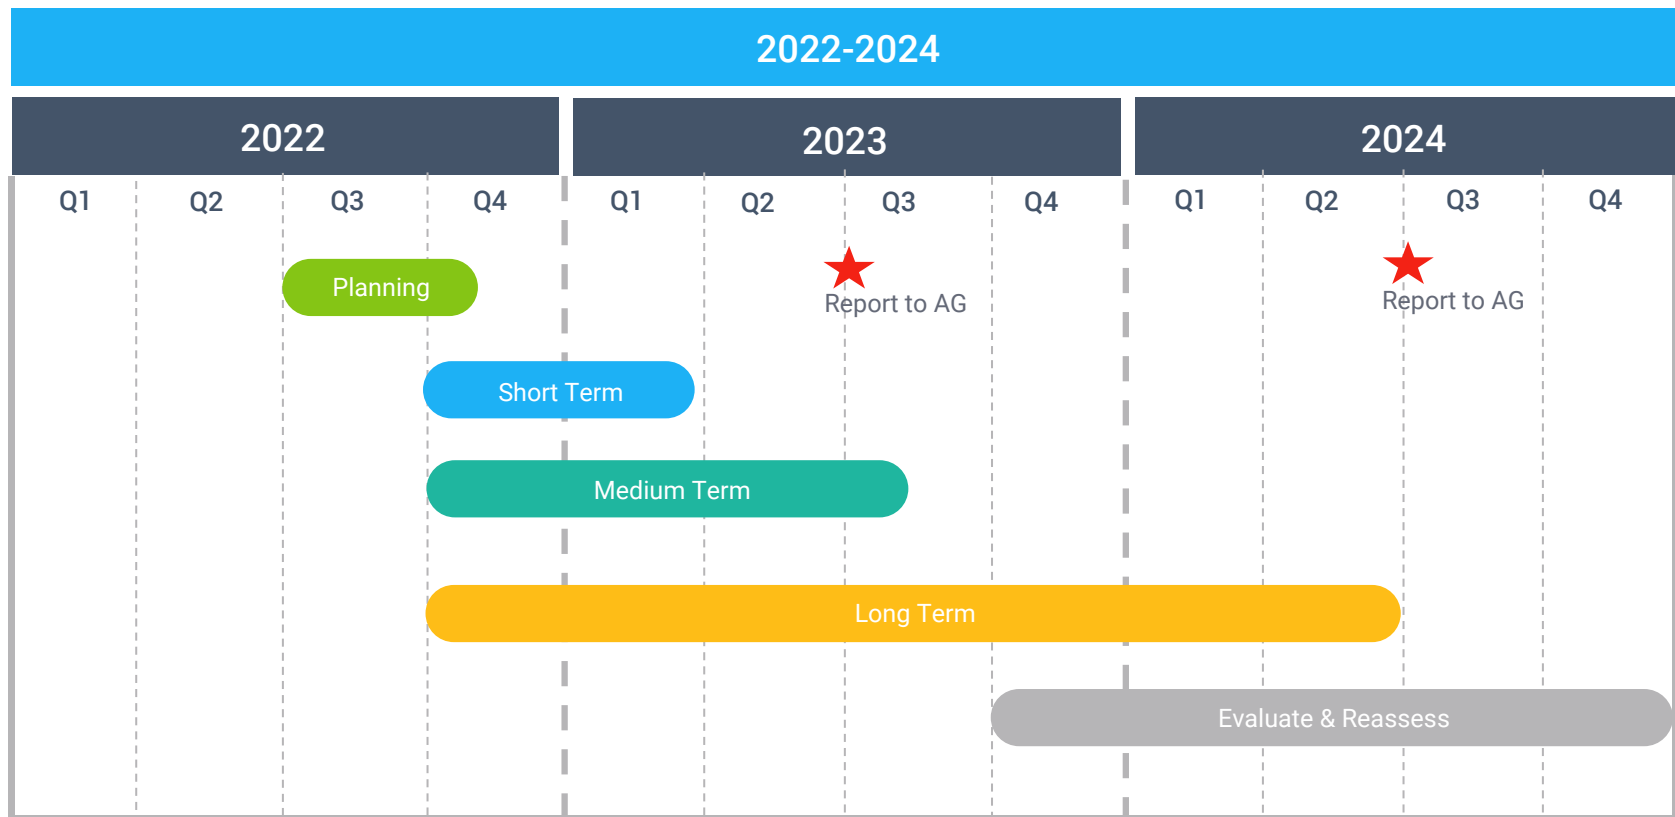 2022-2024
2022
2023
2024
Q1
Q2
Q3
Q4
Q1
Q2
Q3
Q4
Q1
Q2
Q3
Q4
Planning
Report to AG
Report to AG
Short Term
Medium Term
Long Term
Evaluate & Reassess